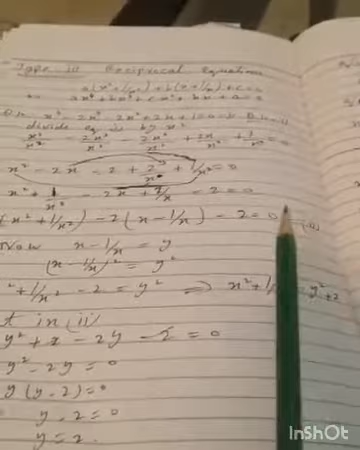 Type III Reciprocal Equations
a(x²+1/x²)+b(x+1/x)+c=0
ax⁴+bx³+cx²+bx+a=0
x⁴-2x³-2x²+2x+1=0
divide eq by x²
x⁴/x² - 2x³/x² - 2x²/x² + 2x/x² + 1/x² = 0
x² - 2x - 2 + 2/x + 1/x² = 0
x² + 1/x² - 2x + 2/x - 2 = 0
(x²+1/x²) - 2(x-1/x) - 2 = 0 (ii)
Now x-1/x = y
(x-1/x)² = y²
²+1/x² - 2 = y² ⇒ x²+1/ y²+2
t in (ii)
y²+x-2y-2=0
y²-2y=0
y(y-2)=0
y-2=0
y=2
InShOt